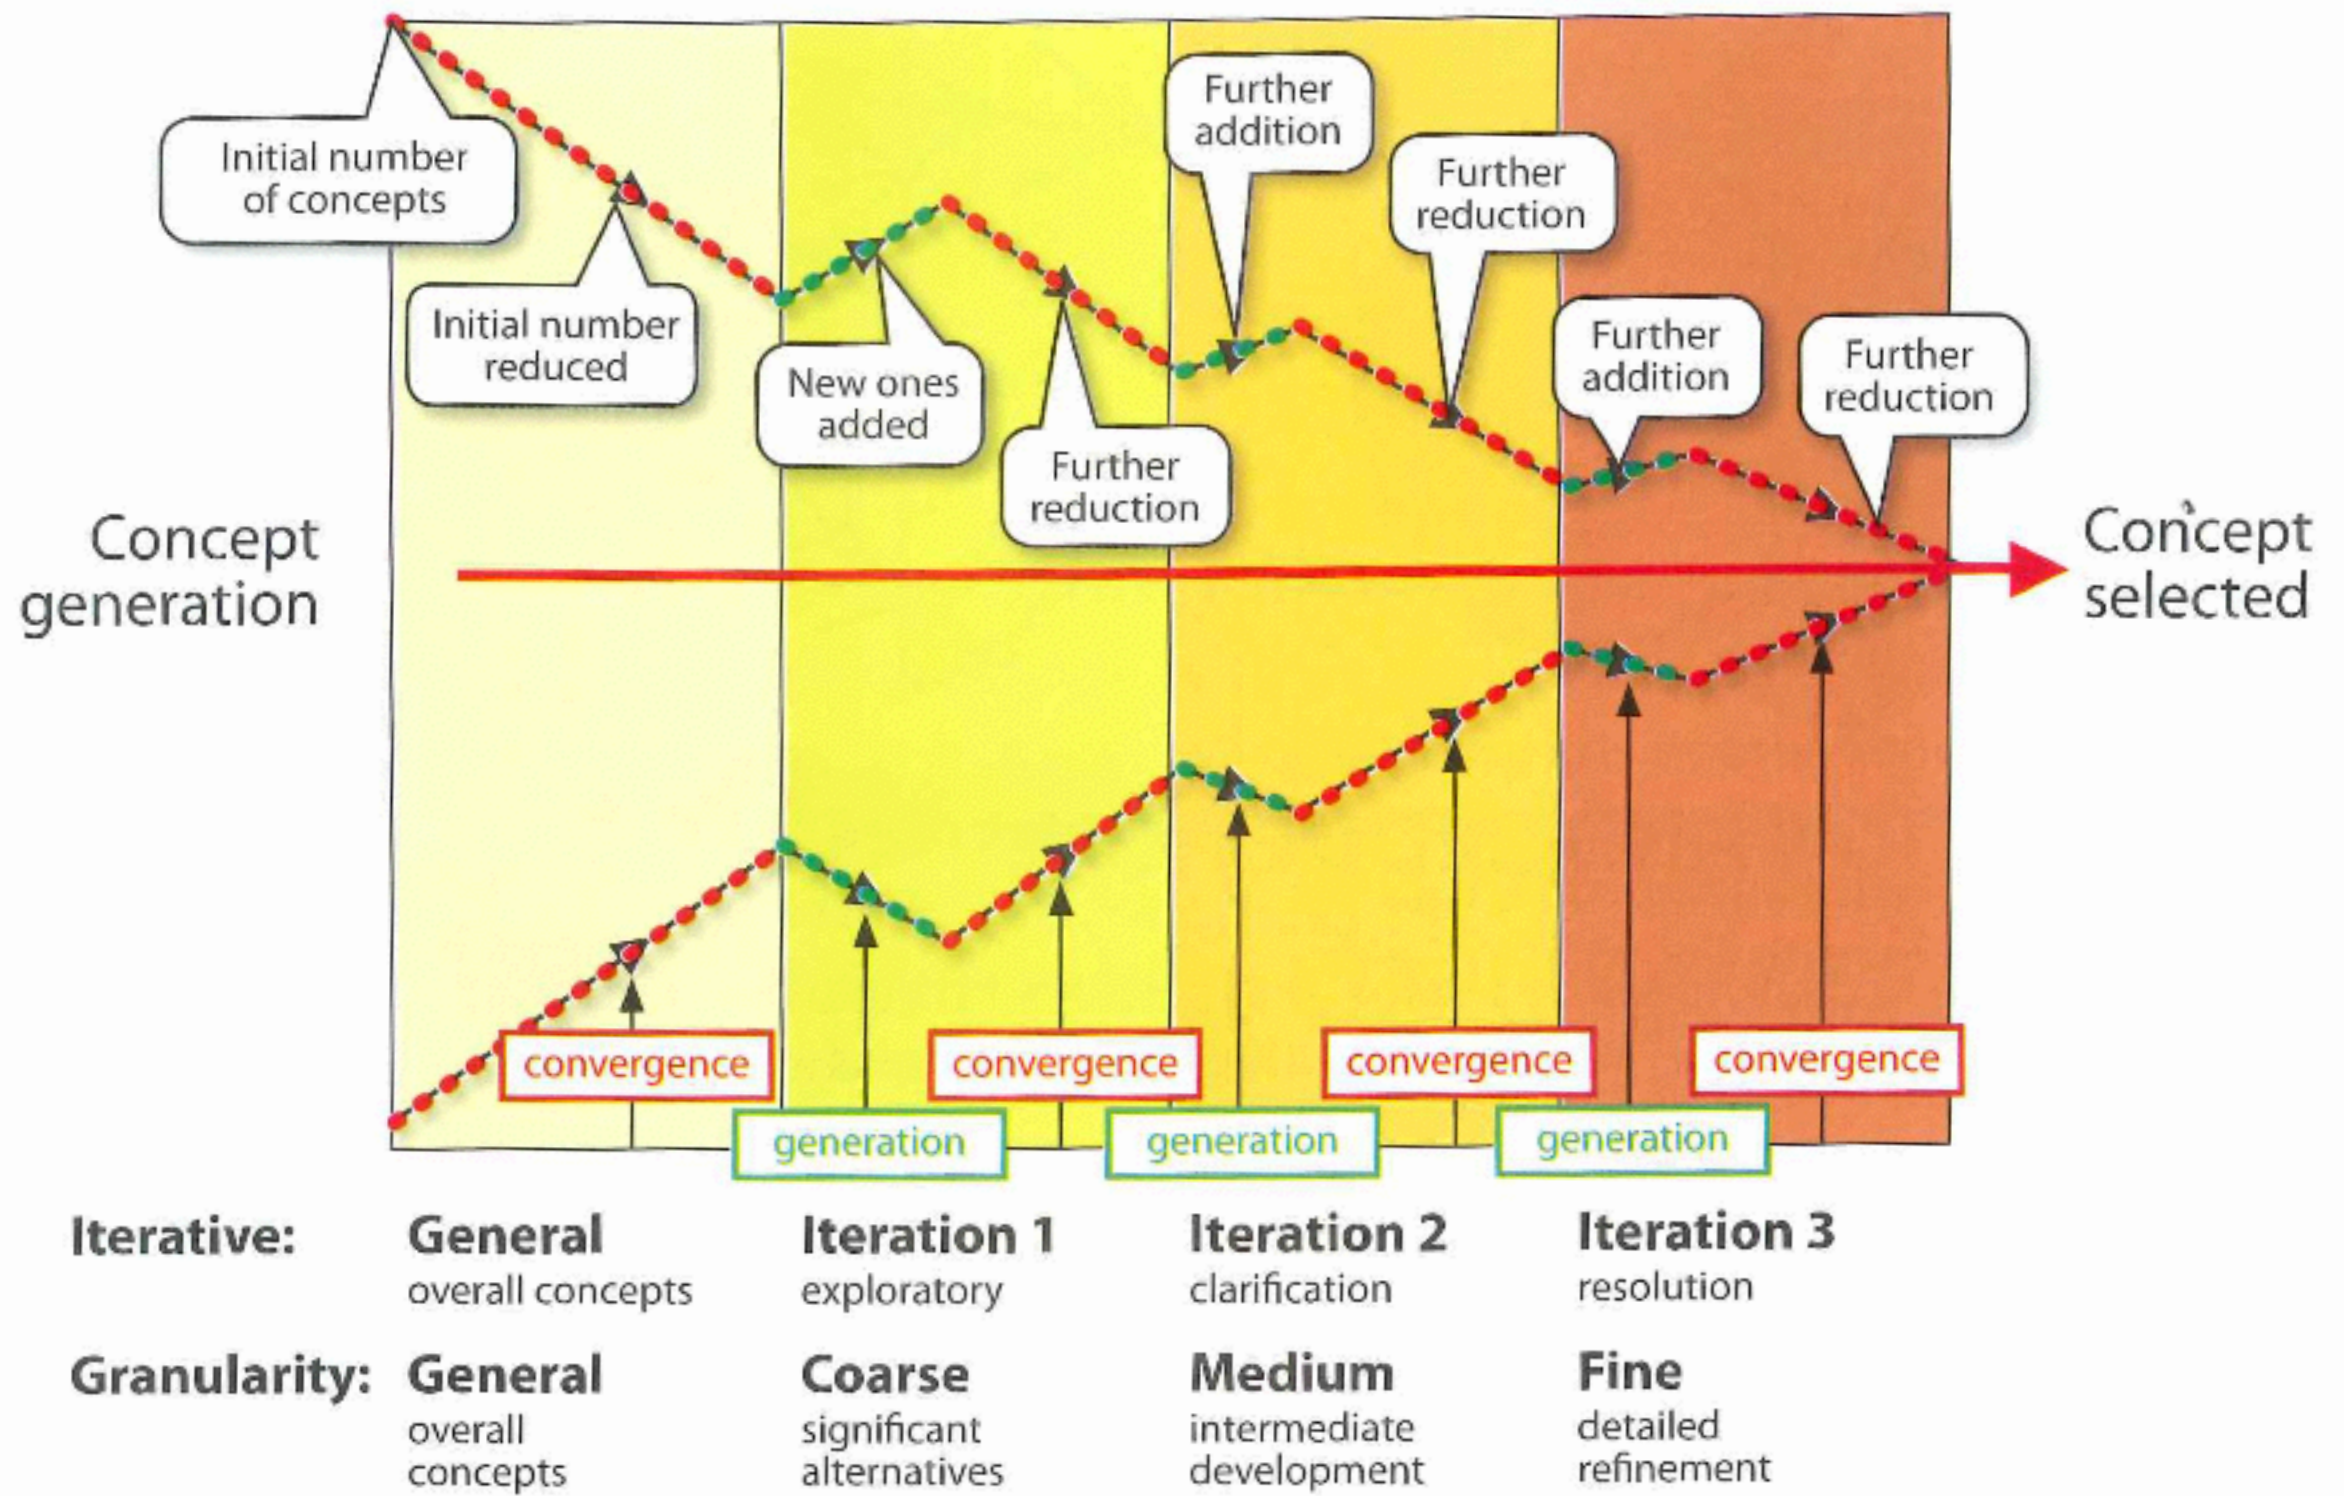 Initial number
of concepts
Initial number
reduced
New ones
added
Further
reduction
Further
addition
Further
reduction
Further
addition
Further
reduction
Concept
generation
Concept
selected
convergence
convergence
convergence
convergence
generation
generation
generation
Iterative: General Iteration 1 Iteration 2 Iteration 3
overall concepts exploratory clarification resolution
Granularity: General Coarse Medium Fine
overall significant intermediate detailed
concepts alternatives development refinement